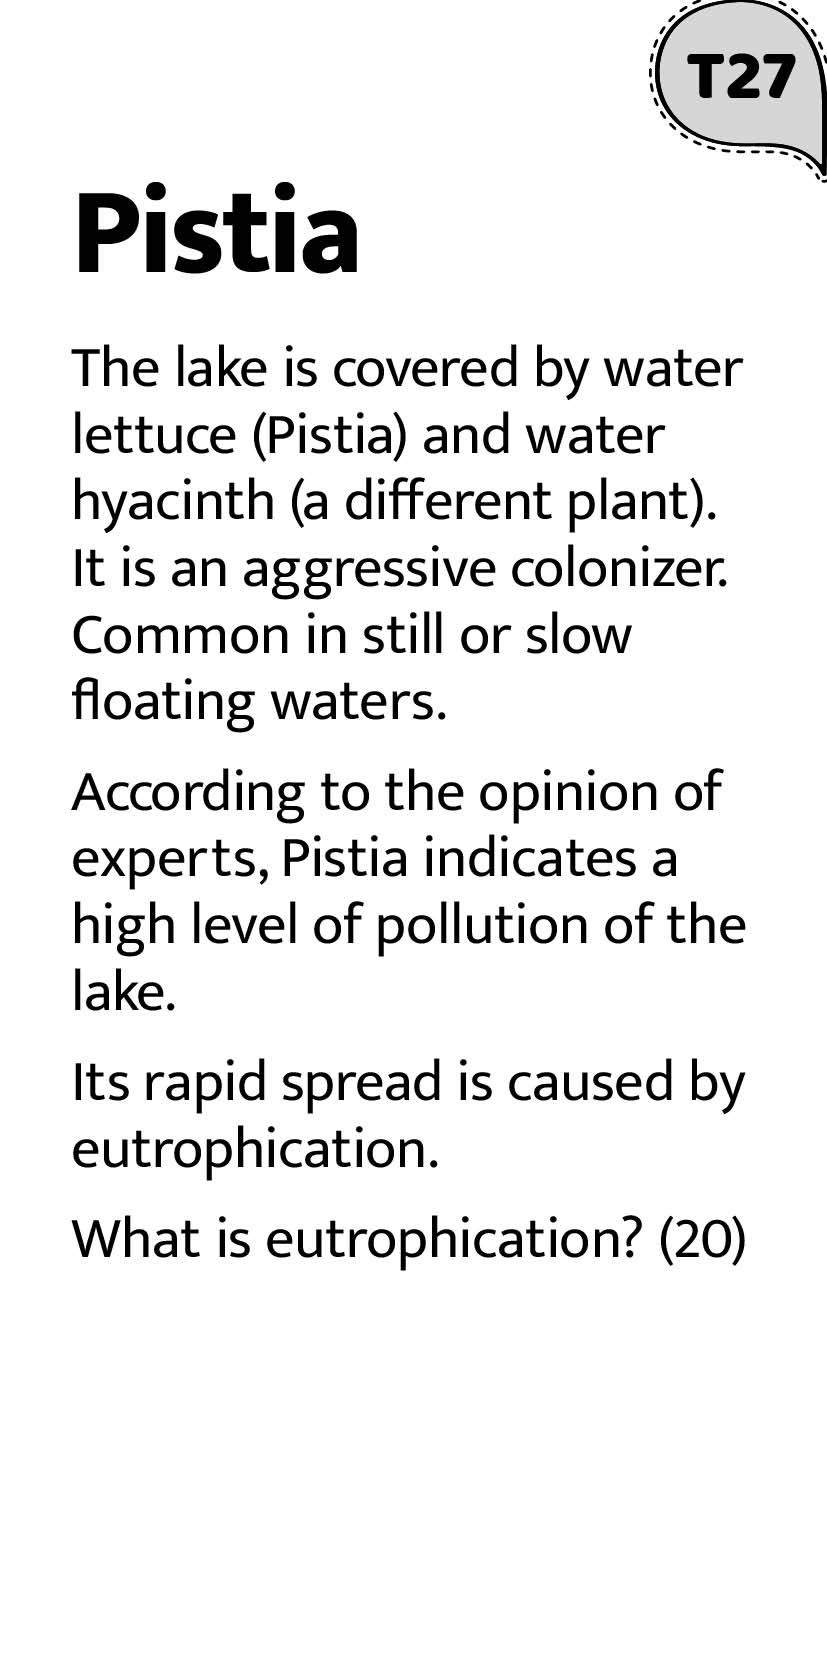 T27
Pistia
The lake is covered by water
lettuce (Pistia) and water
hyacinth (a different plant).
It is an aggressive colonizer.
Common in still or slow
floating waters.
According to the opinion of
experts, Pistia indicates a
high level of pollution of the
lake.
Its rapid spread is caused by
eutrophication.
What is eutrophication? (20)